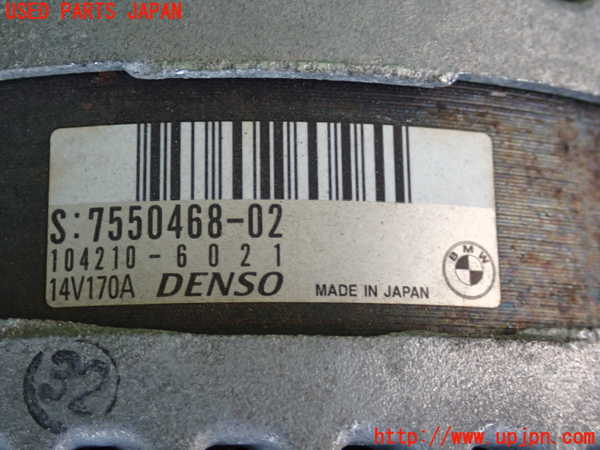 USED PARTS JAPAN
S:7550468-02
104210-6021
14V170A DENSO MADE IN JAPAN
BMW
32
http://www.upjpn.com